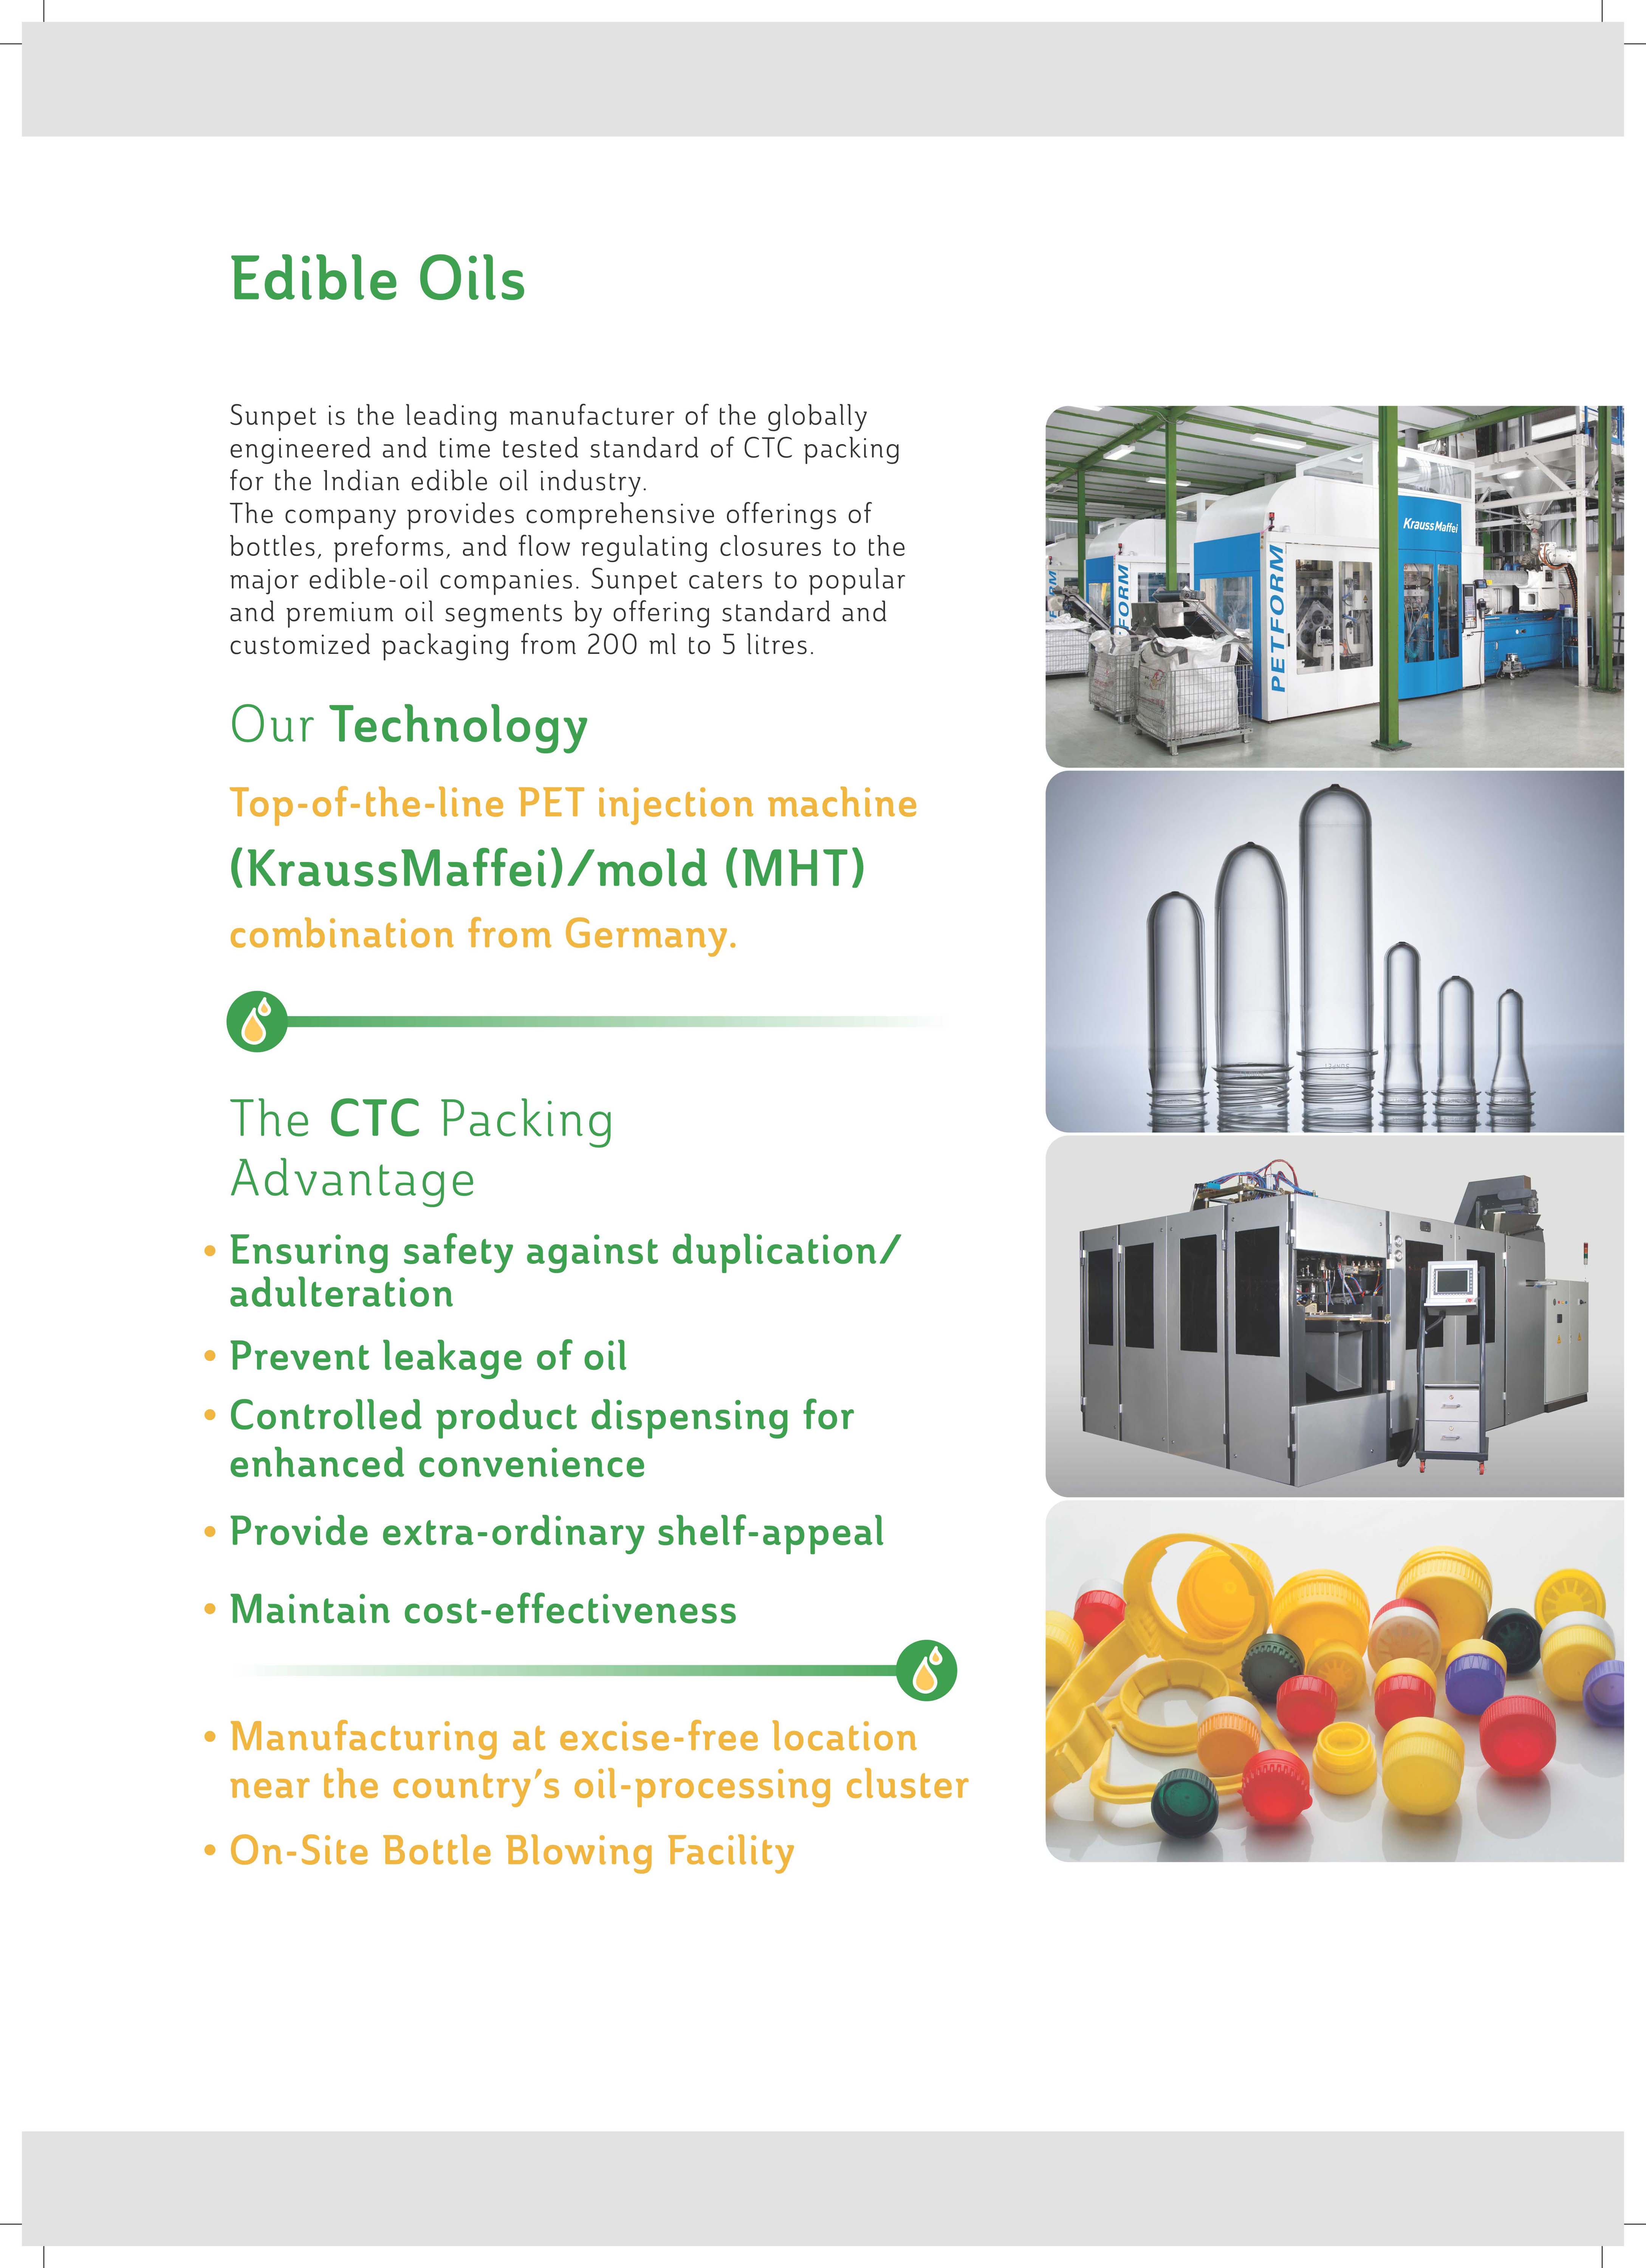 Edible Oils
Sunpet is the leading manufacturer of the globally
engineered and time tested standard of CTC packing
for the Indian edible oil industry.
The company provides comprehensive offerings of
bottles, preforms, and flow regulating closures to the
major edible-oil companies. Sunpet caters to popular
and premium oil segments by offering standard and
customized packaging from 200 ml to 5 litres.
Our Technology
Top-of-the-line PET injection machine
(KraussMaffei)/mold (MHT)
combination from Germany.
The CTC Packing
Advantage
• Ensuring safety against duplication/
adulteration
• Prevent leakage of oil
• Controlled product dispensing for
enhanced convenience
• Provide extra-ordinary shelf-appeal
• Maintain cost-effectiveness
• Manufacturing at excise-free location
near the country's oil-processing cluster
• On-Site Bottle Blowing Facility
KraussMaffei
PETFORM
FORM